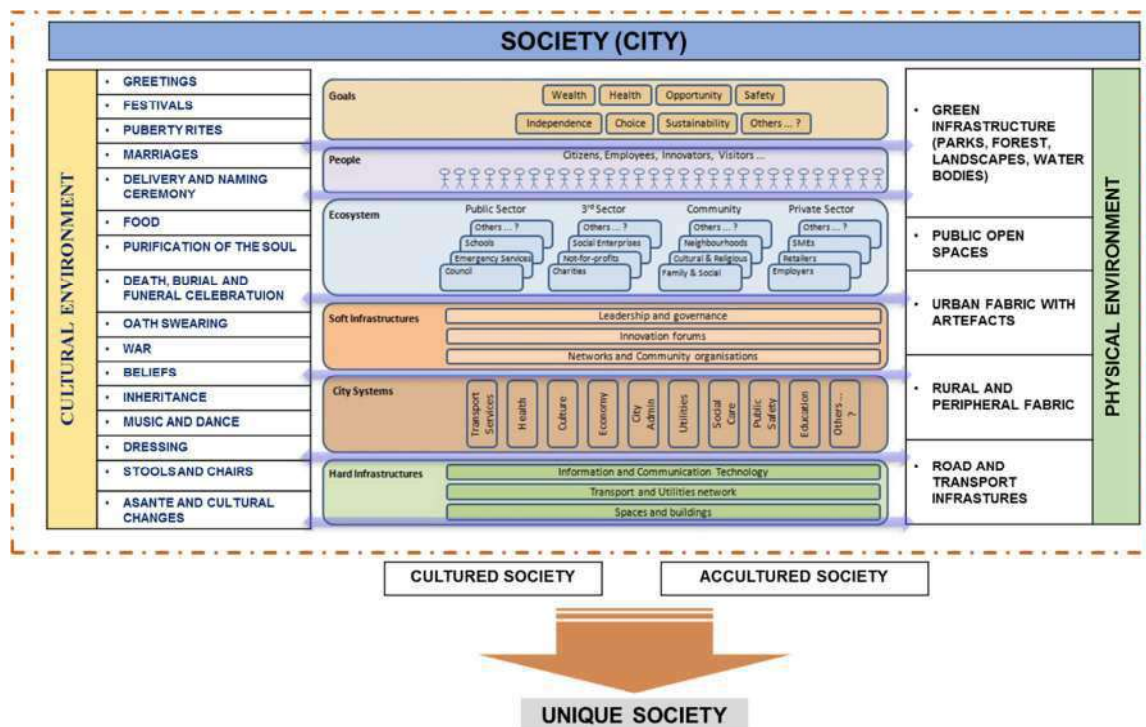 SOCIETY (CITY)
CULTURAL ENVIRONMENT
• GREETINGS
• FESTIVALS
• PUBERTY RITES
• MARRIAGES
• DELIVERY AND NAMING
CEREMONY
• FOOD
• PURIFICATION OF THE SOUL
• DEATH, BURIAL AND
FUNERAL CELEBRATUION
• OATH SWEARING
• WAR
• BELIEFS
• INHERITANCE
• MUSIC AND DANCE
• DRESSING
• STOOLS AND CHAIRS
• ASANTE AND CULTURAL
CHANGES
Goals
Wealth Health Opportunity Safety
Independence Choice Sustainability Others ... ?
People
Citizens, Employees, Innovators, Visitors ...
Ecosystem
Public Sector
Others ... ?
Schools
Emergency Services
Council
3rd Sector
Others ... ?
Social Enterprises
Not-for-profits
Charities
Community
Others ... ?
Neighbourhoods
Cultural & Religious
Family & Social
Private Sector
Others ... ?
SMEs
Retailers
Employers
Soft Infrastructures
Leadership and governance
Innovation forums
Networks and Community organisations
City Systems
Transport
Services
Health
Culture
Economy
City
Admin
Utilities
Social
Care
Public
Safety
Education
Others ...
?
Hard Infrastructures
Information and Communication Technology
Transport and Utilities network
Spaces and buildings
• GREEN
INFRASTRUCTURE
(PARKS, FOREST,
LANDSCAPES, WATER
BODIES)
• PUBLIC OPEN
SPACES
• URBAN FABRIC WITH
ARTEFACTS
• RURAL AND
PERIPHERAL FABRIC
• ROAD AND
TRANSPORT
INFRASTURES
PHYSICAL ENVIRONMENT
CULTURED SOCIETY
ACCULTURED SOCIETY
UNIQUE SOCIETY